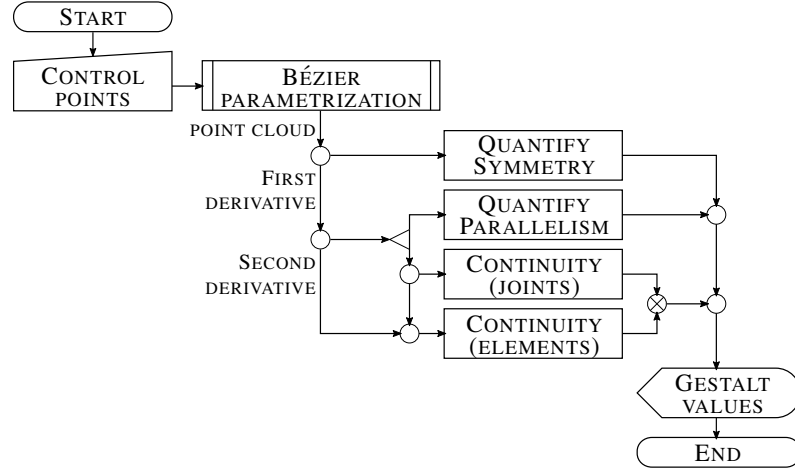 START
CONTROL
POINTS
BÉZIER
PARAMETRIZATION
POINT CLOUD
QUANTIFY
SYMMETRY
FIRST
DERIVATIVE
QUANTIFY
PARALLELISM
SECOND
DERIVATIVE
CONTINUITY
(JOINTS)
CONTINUITY
(ELEMENTS)
GESTALT
VALUES
END